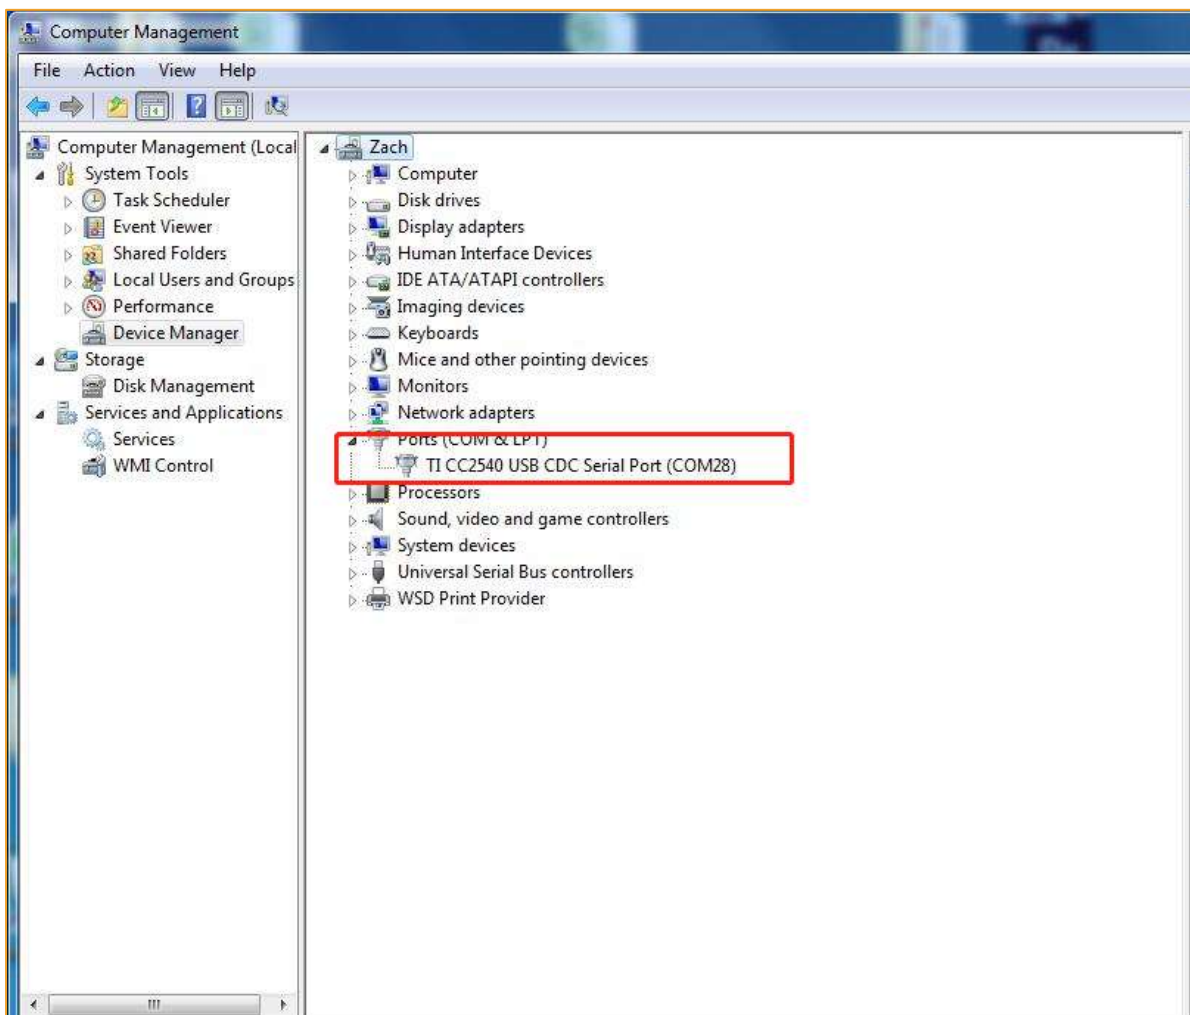 Computer Management
File Action View Help
Computer Management (Local
System Tools
Task Scheduler
Event Viewer
Shared Folders
Local Users and Groups
Performance
Device Manager
Storage
Disk Management
Services and Applications
Services
WMI Control
Zach
Computer
Disk drives
Display adapters
Human Interface Devices
IDE ATA/ATAPI controllers
Imaging devices
Keyboards
Mice and other pointing devices
Monitors
Network adapters
Ports (COM & LPT)
TI CC2540 USB CDC Serial Port (COM28)
Processors
Sound, video and game controllers
System devices
Universal Serial Bus controllers
WSD Print Provider